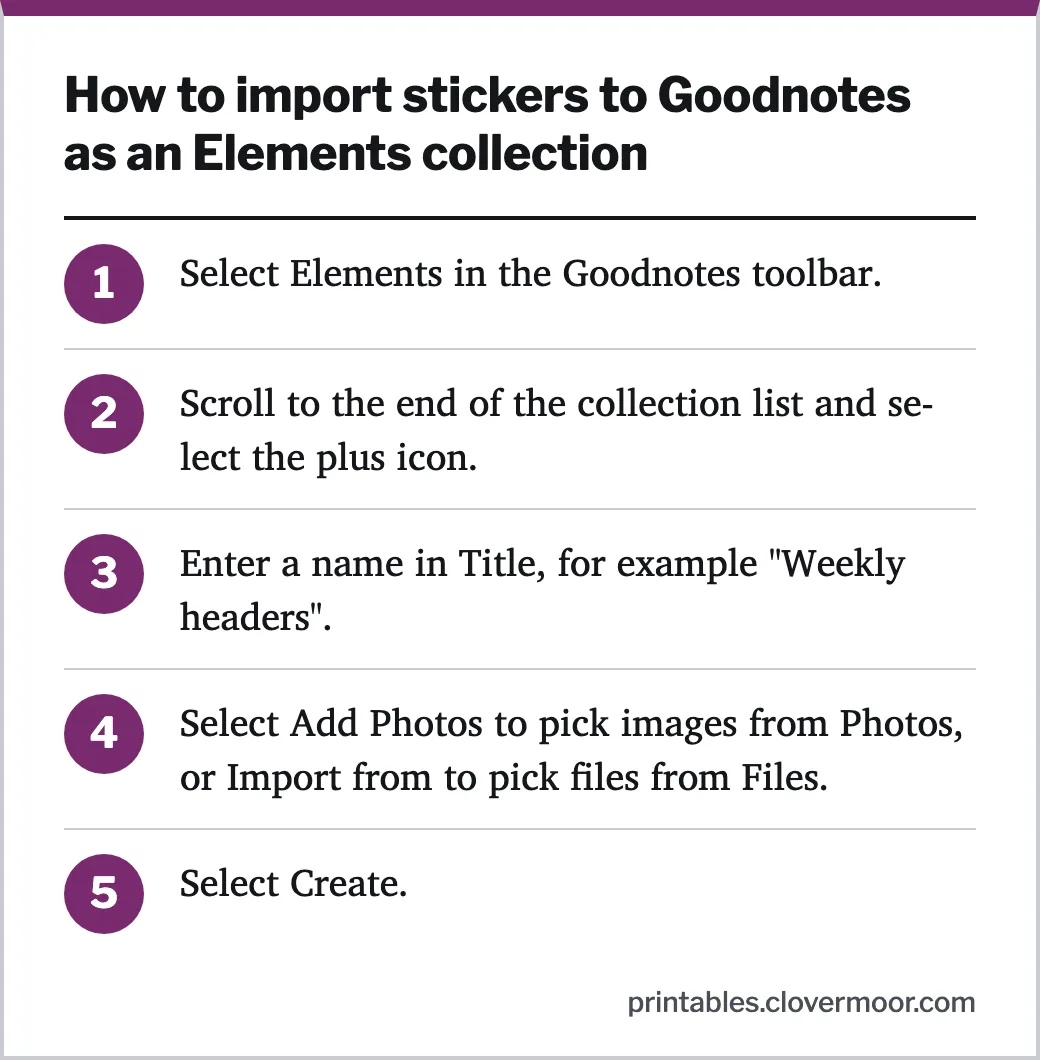 How to import stickers to Goodnotes
as an Elements collection
1
Select Elements in the Goodnotes toolbar.
2
Scroll to the end of the collection list and se-
lect the plus icon.
3
Enter a name in Title, for example "Weekly
headers".
4
Select Add Photos to pick images from Photos,
or Import from to pick files from Files.
5
Select Create.
printables.clovermoor.com